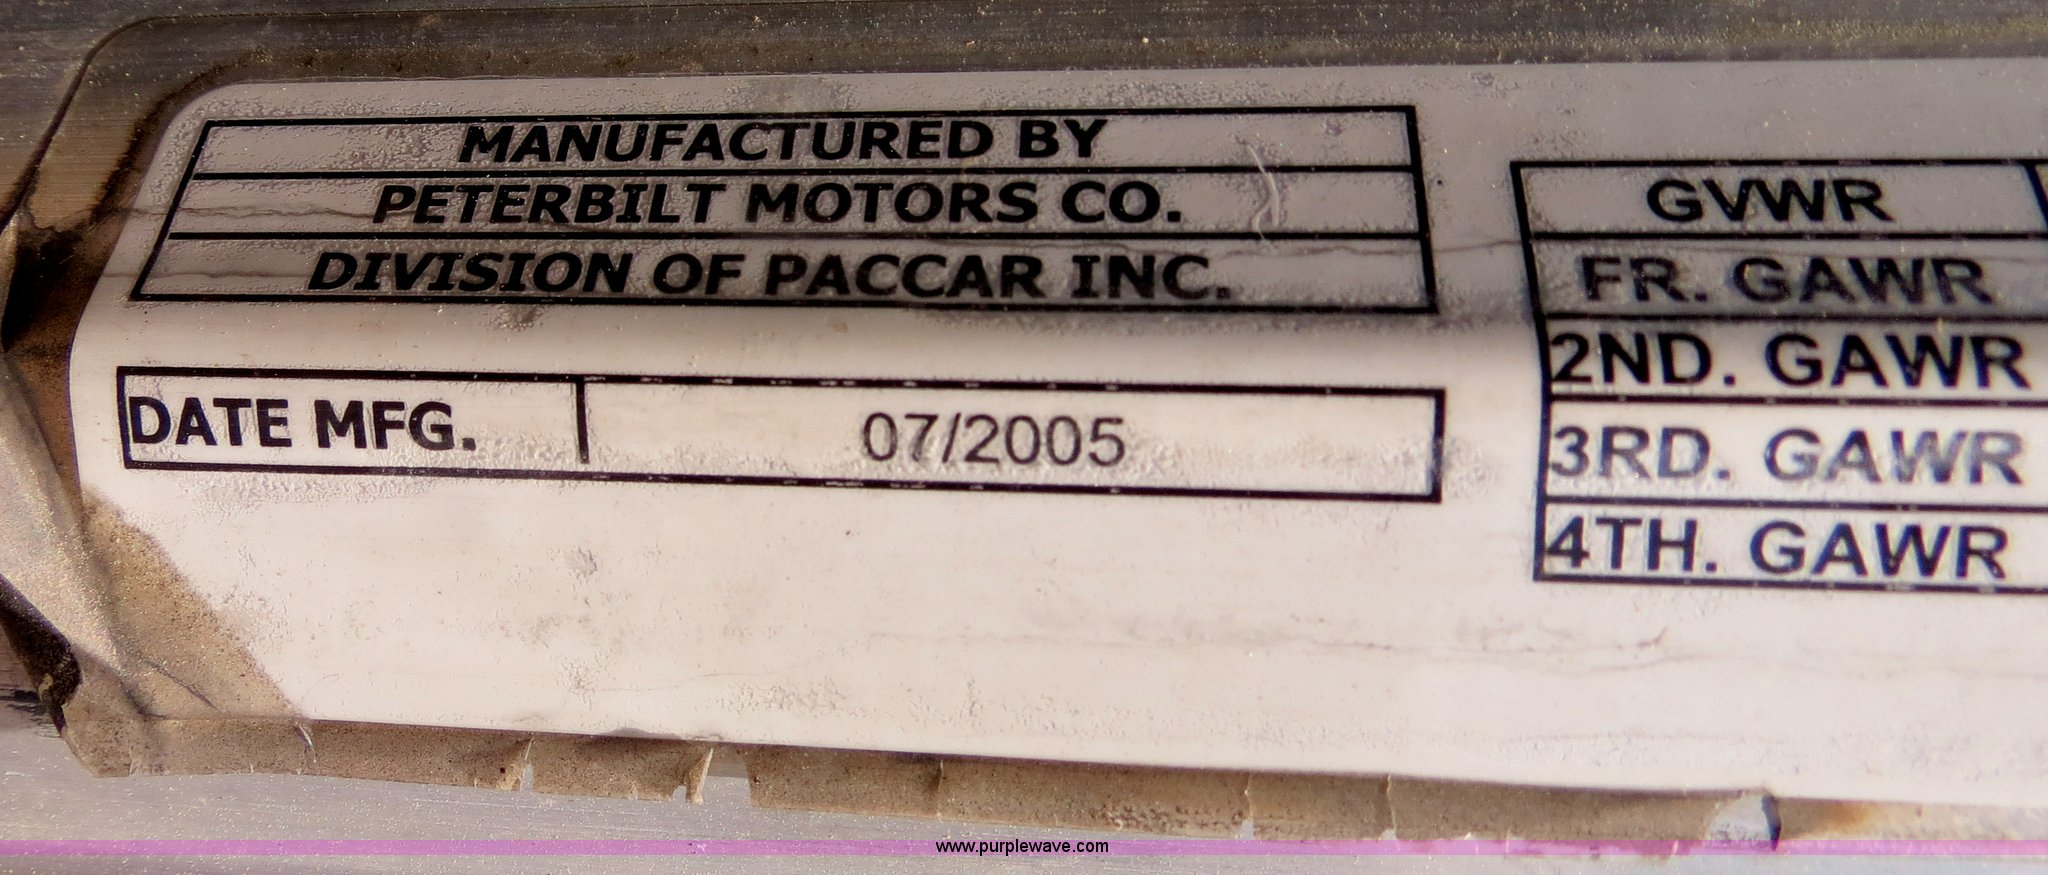 MANUFACTURED BY
PETERBILT MOTORS CO.
DIVISION OF PACCAR INC.
DATE MFG. 07/2005
GVWR
FR. GAWR
2ND. GAWR
3RD. GAWR
4TH. GAWR
www.purplewave.com